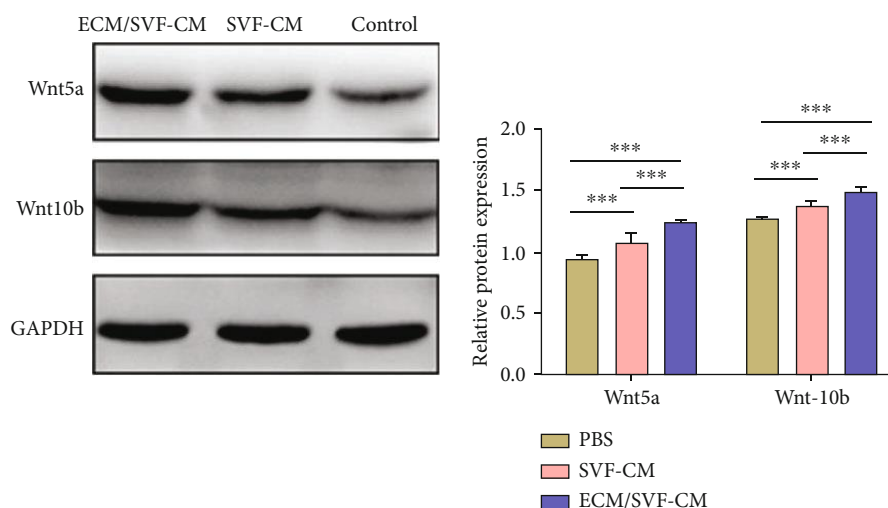 ECM/SVF-CM SVF-CM Control
Wnt5a
Wnt10b
GAPDH
Relative protein expression
2.0
1.5
1.0
0.5
0.0
***
***
***
***
***
***
Wnt5a Wnt-10b
PBS
SVF-CM
ECM/SVF-CM